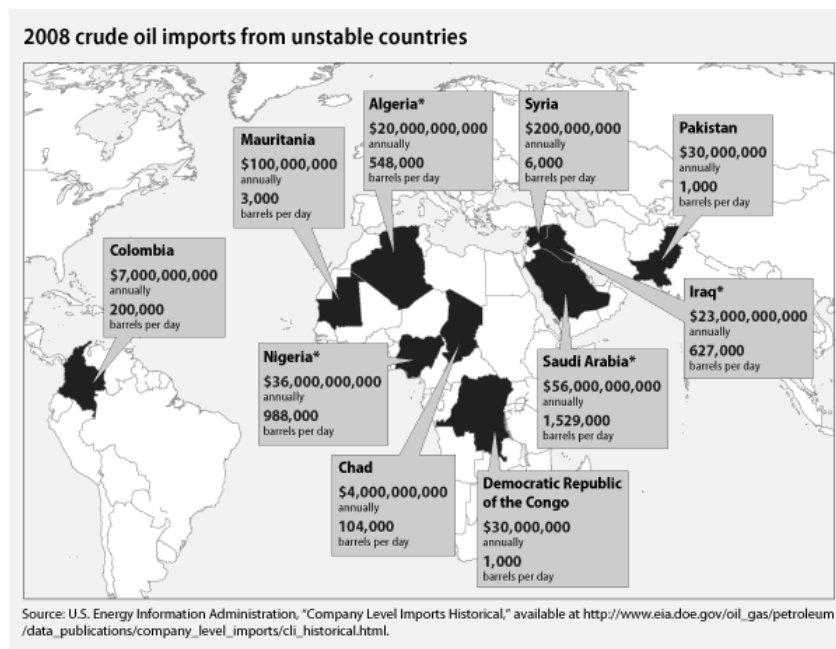 2008 crude oil imports from unstable countries
Algeria*
$20,000,000,000
annually
548,000
barrels per day
Syria
$200,000,000
annually
6,000
barrels per day
Pakistan
$30,000,000
annually
1,000
barrels per day
Mauritania
$100,000,000
annually
3,000
barrels per day
Colombia
$7,000,000,000
annually
200,000
barrels per day
Iraq*
$23,000,000,000
annually
627,000
barrels per day
Nigeria*
$36,000,000,000
annually
988,000
barrels per day
Saudi Arabia*
$56,000,000,000
annually
1,529,000
barrels per day
Chad
$4,000,000,000
annually
104,000
barrels per day
Democratic Republic
of the Congo
$30,000,000
annually
1,000
barrels per day
Source: U.S. Energy Information Administration, "Company Level Imports Historical," available at http://www.eia.doe.gov/oil_gas/petroleum
/data_publications/company_level_imports/cli_historical.html.